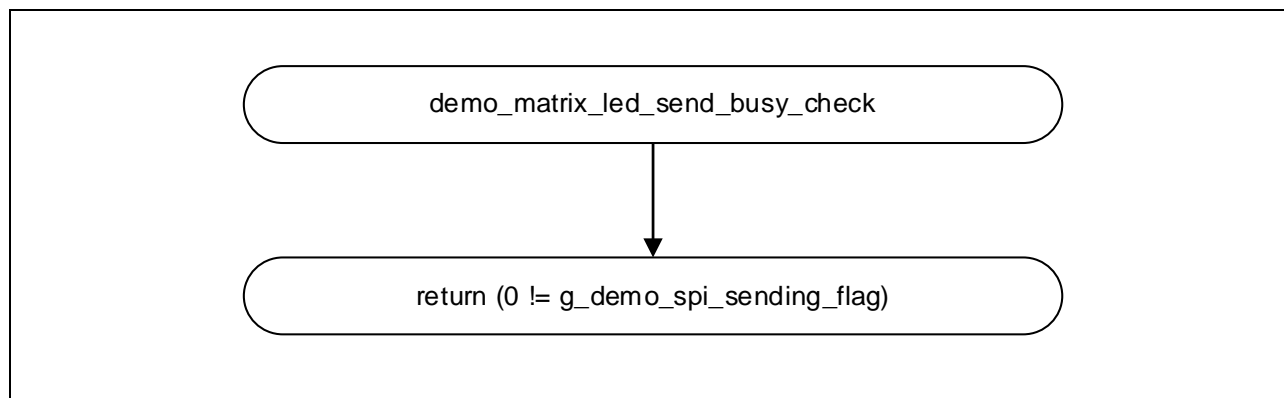 demo_matrix_led_send_busy_check
return (0 != g_demo_spi_sending_flag)